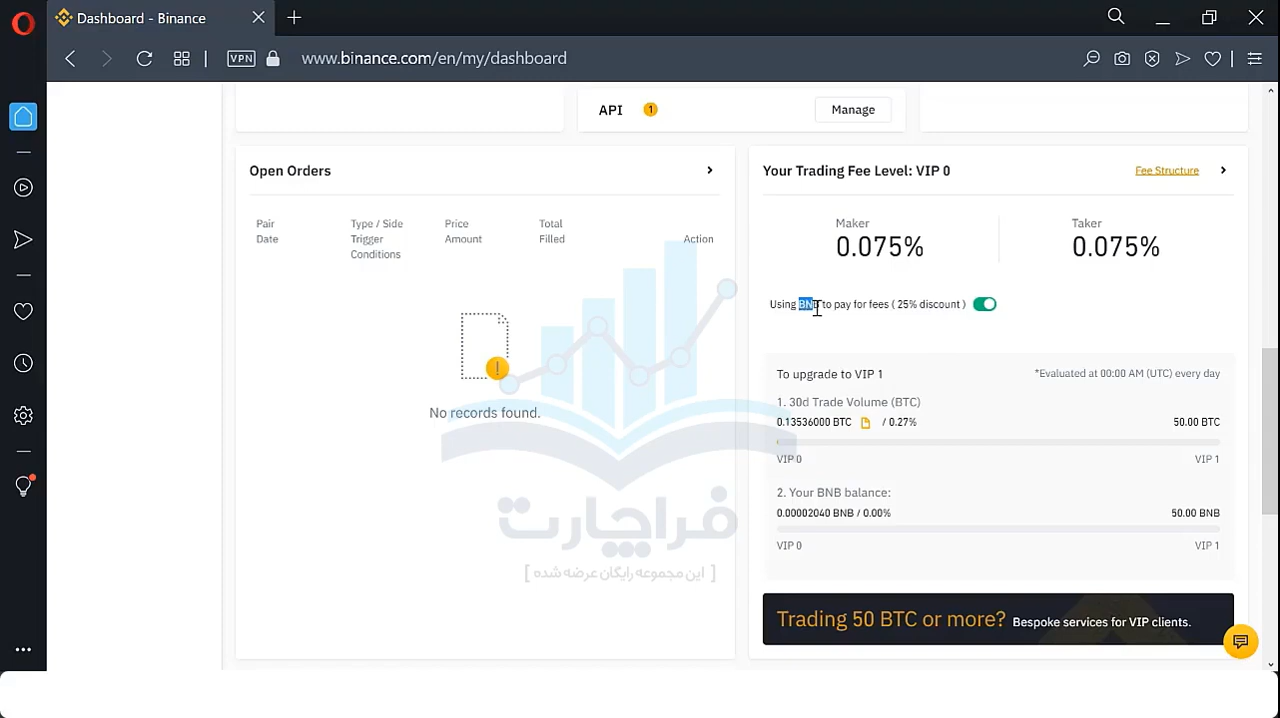 Dashboard - Binance
VPN
www.binance.com/en/my/dashboard
API 1 Manage
Open Orders
Pair
Date
Type / Side
Trigger
Conditions
Price
Amount
Total
Filled
Action
No records found.
Your Trading Fee Level: VIP 0 Fee Structure
Maker
0.075%
Taker
0.075%
Using BNB to pay for fees ( 25% discount )
To upgrade to VIP 1 *Evaluated at 00:00 AM (UTC) every day
1. 30d Trade Volume (BTC)
0.13536000 BTC / 0.27% 50.00 BTC
VIP 0 VIP 1
2. Your BNB balance:
0.00002040 BNB / 0.00% 50.00 BNB
VIP 0 VIP 1
Trading 50 BTC or more? Bespoke services for VIP clients.
فراچارت
[ این مجموعه رایگان عرضه شده ]